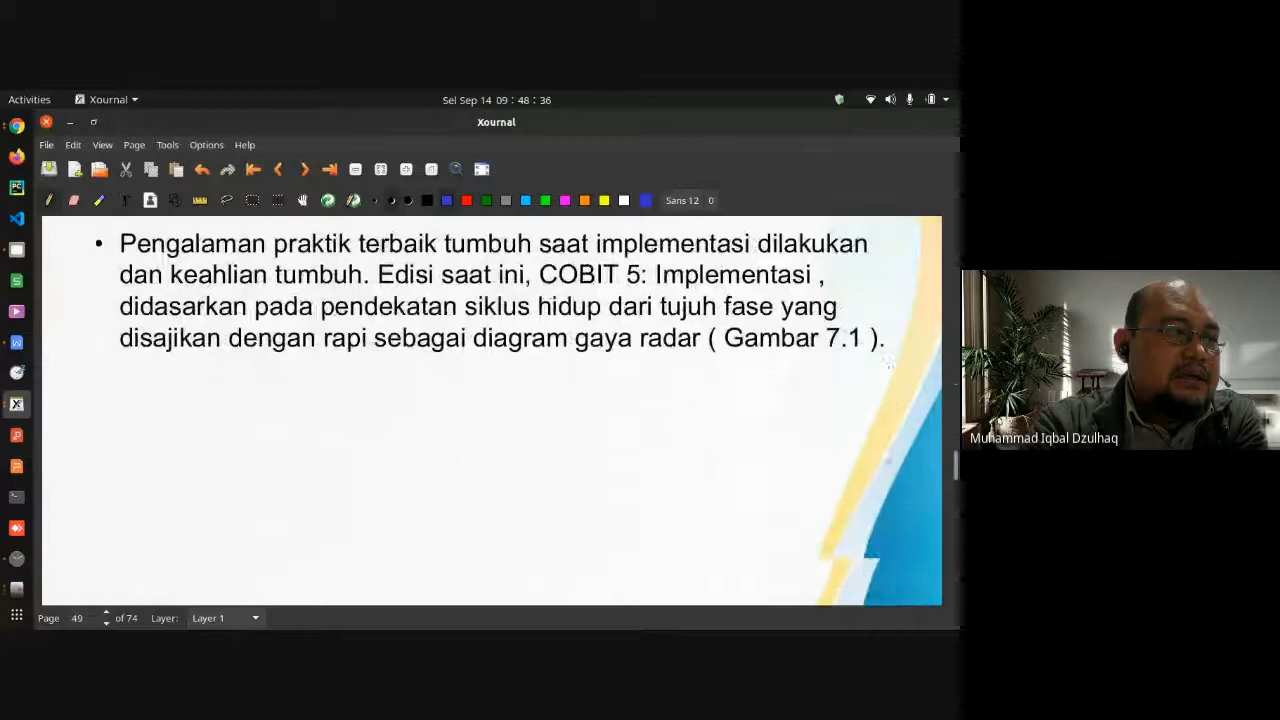 Activities Xournal Sel Sep 14 09 : 48 : 36
Xournal
File Edit View Page Tools Options Help
Sans 12 0
• Pengalaman praktik terbaik tumbuh saat implementasi dilakukan
dan keahlian tumbuh. Edisi saat ini, COBIT 5: Implementasi ,
didasarkan pada pendekatan siklus hidup dari tujuh fase yang
disajikan dengan rapi sebagai diagram gaya radar ( Gambar 7.1 ).
Page 49 of 74 Layer: Layer 1
Muhammad Iqbal Dzulhaq